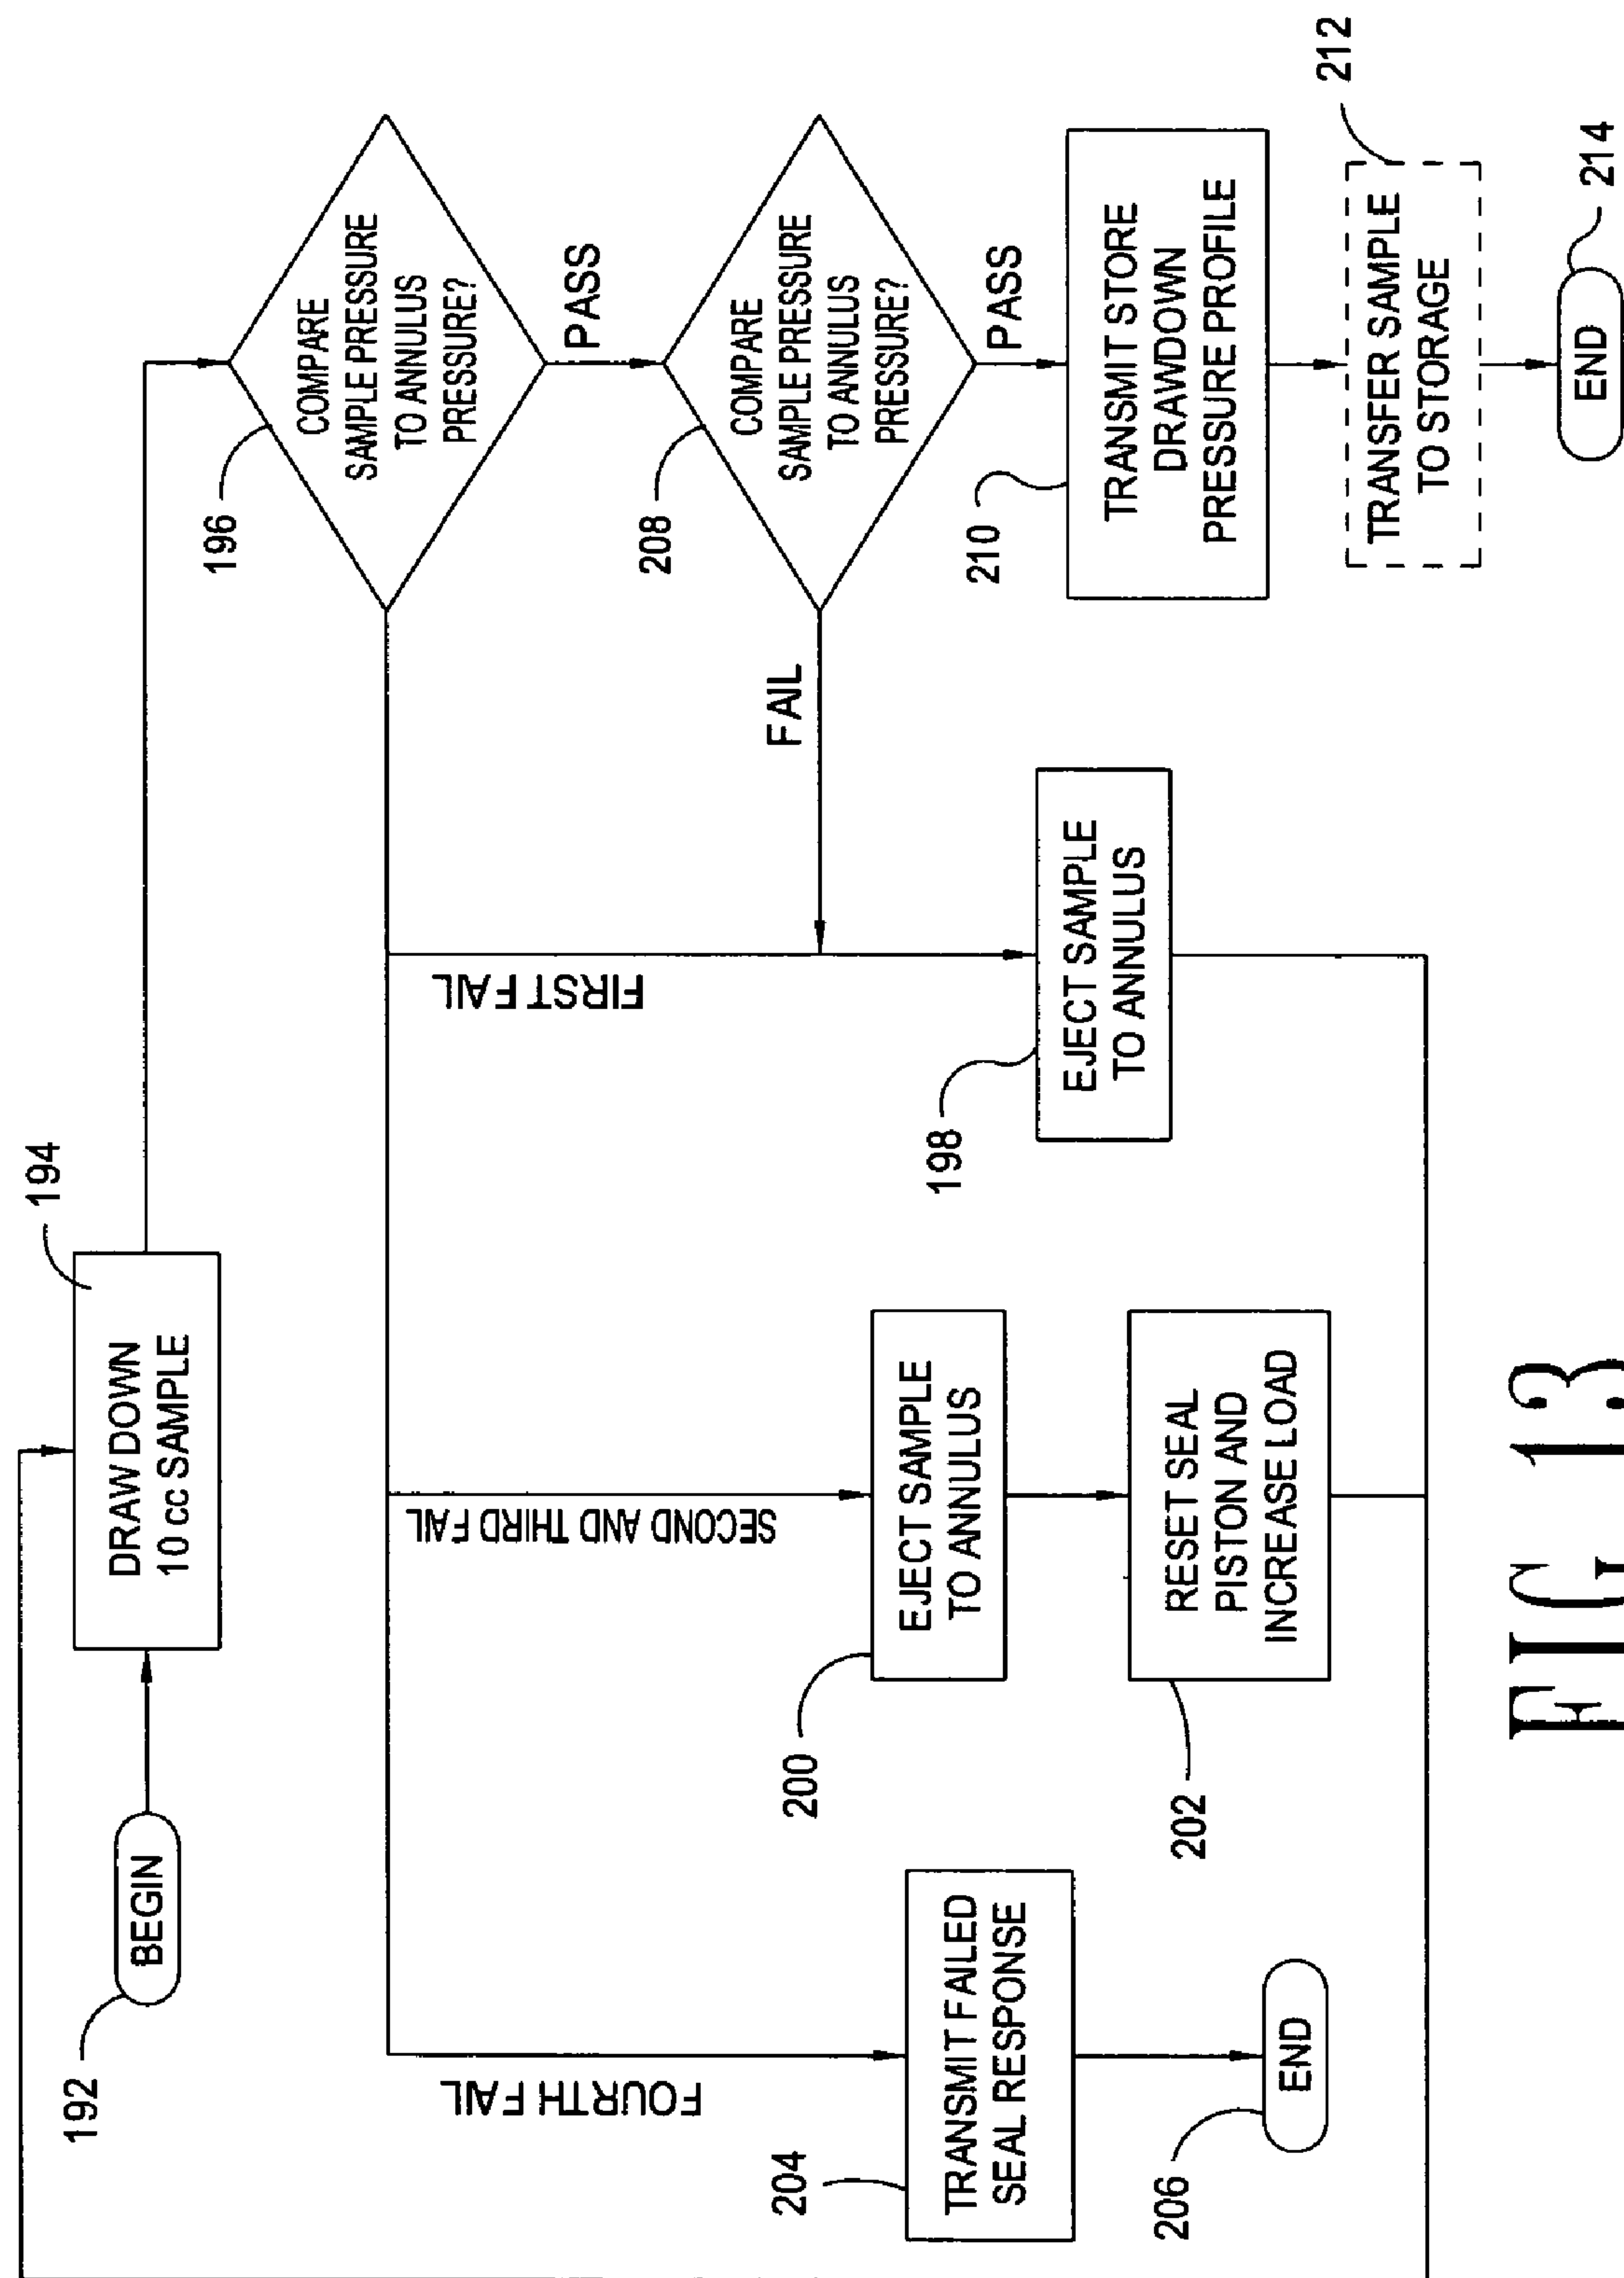 194
DRAW DOWN
10 cc SAMPLE
192
BEGIN
196
COMPARE
SAMPLE PRESSURE
TO ANNULUS
PRESSURE?
PASS
208
COMPARE
SAMPLE PRESSURE
TO ANNULUS
PRESSURE?
FAIL
PASS
FOURTH FAIL
SECOND AND THIRD FAIL
FIRST FAIL
204
TRANSMIT FAILED
SEAL RESPONSE
206
END
200
EJECT SAMPLE
TO ANNULUS
202
RESET SEAL
PISTON AND
INCREASE LOAD
198
EJECT SAMPLE
TO ANNULUS
210
TRANSMIT STORE
DRAWDOWN
PRESSURE PROFILE
212
TRANSFER SAMPLE
TO STORAGE
214
END
FIG 13